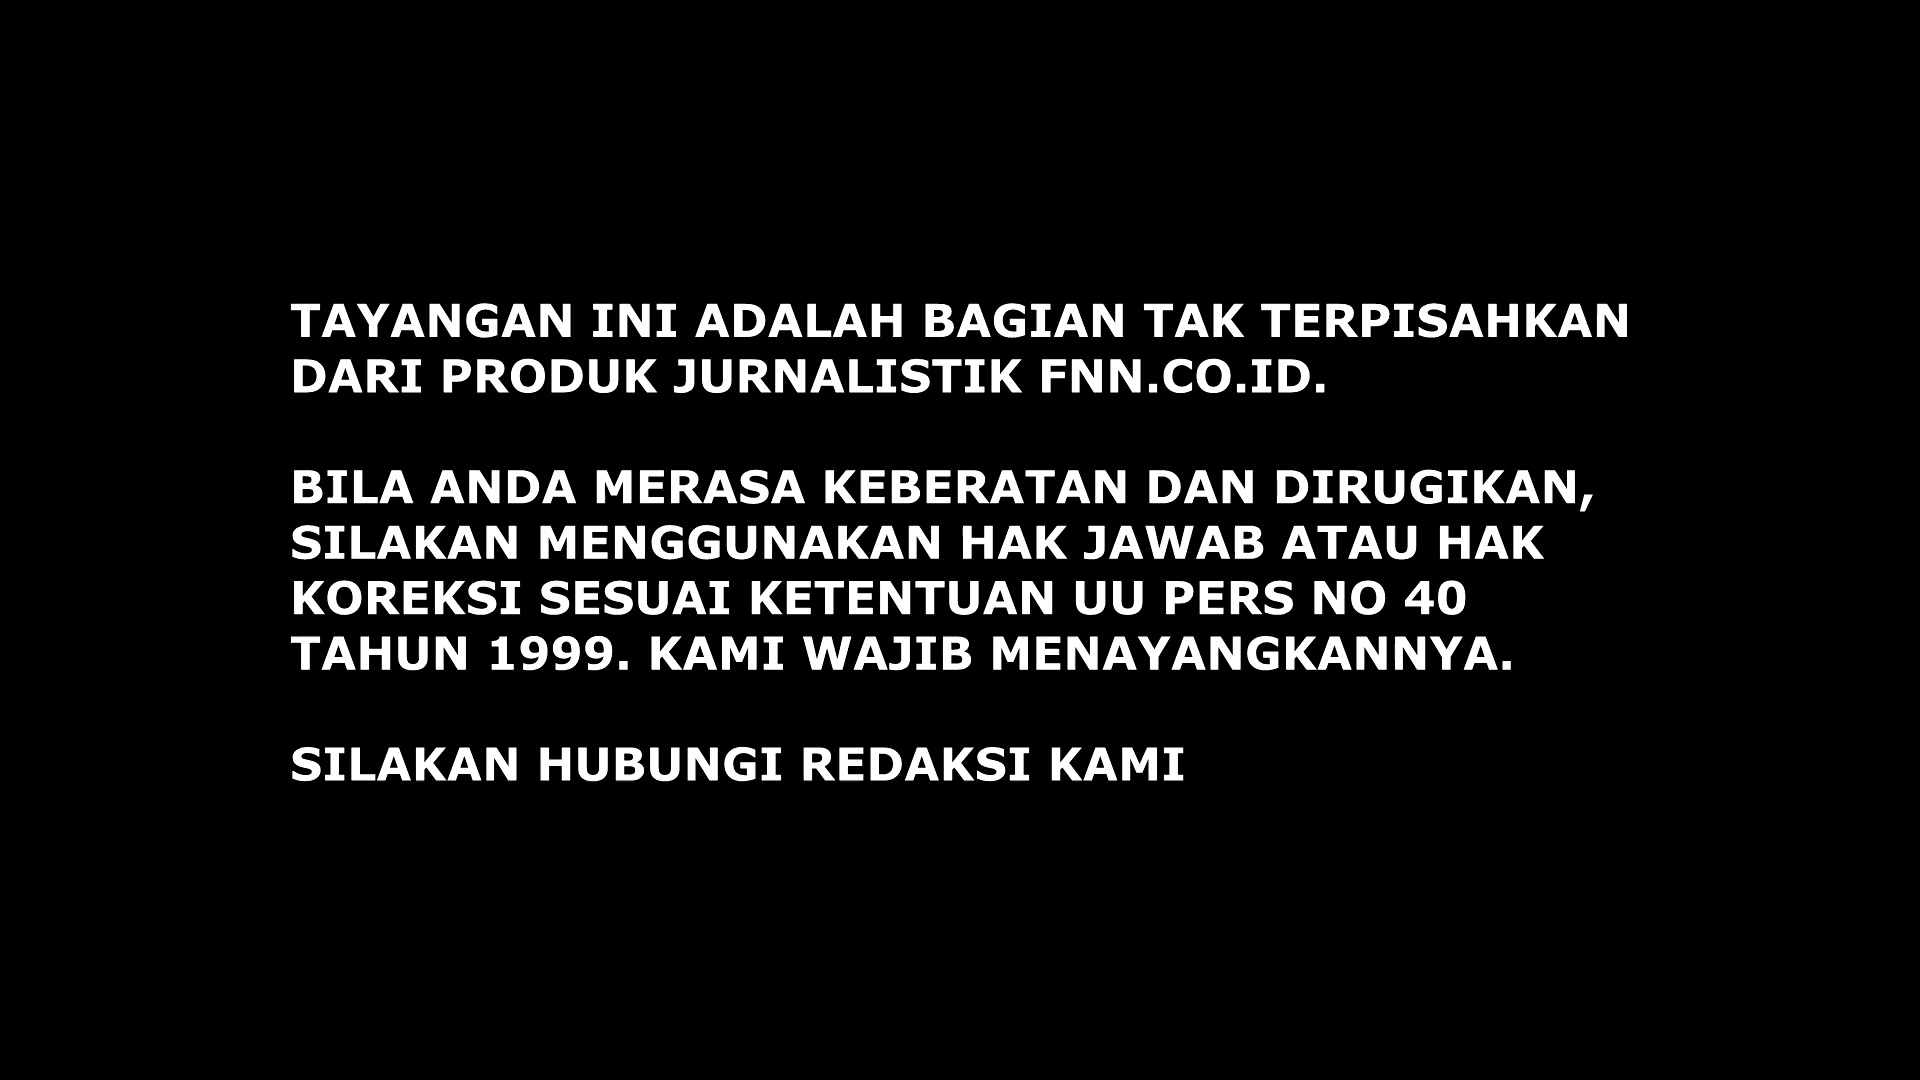 TAYANGAN INI ADALAH BAGIAN TAK TERPISAHKAN
DARI PRODUK JURNALISTIK FNN.CO.ID.
BILA ANDA MERASA KEBERATAN DAN DIRUGIKAN,
SILAKAN MENGGUNAKAN HAK JAWAB ATAU HAK
KOREKSI SESUAI KETENTUAN UU PERS NO 40
TAHUN 1999. KAMI WAJIB MENAYANGKANNYA.
SILAKAN HUBUNGI REDAKSI KAMI